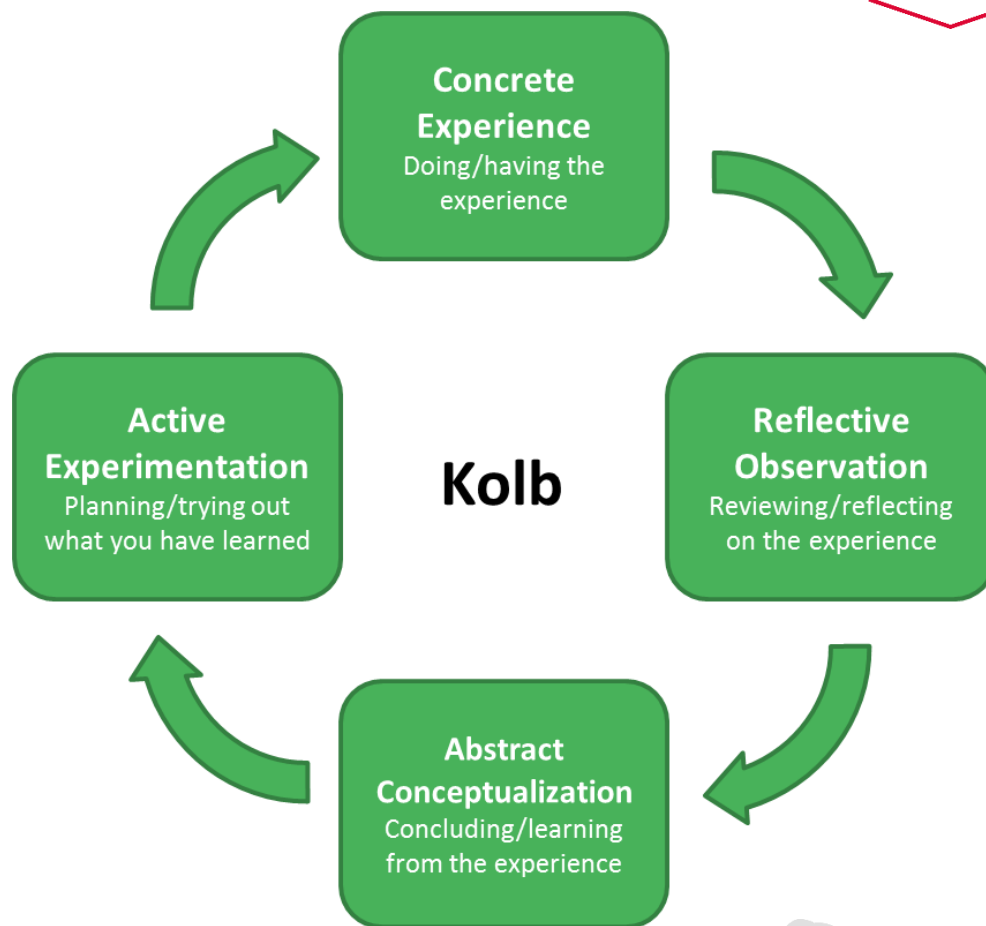 Concrete
Experience
Doing/having the
experience
Reflective
Observation
Reviewing/reflecting
on the experience
Abstract
Conceptualization
Concluding/learning
from the experience
Active
Experimentation
Planning/trying out
what you have learned
Kolb